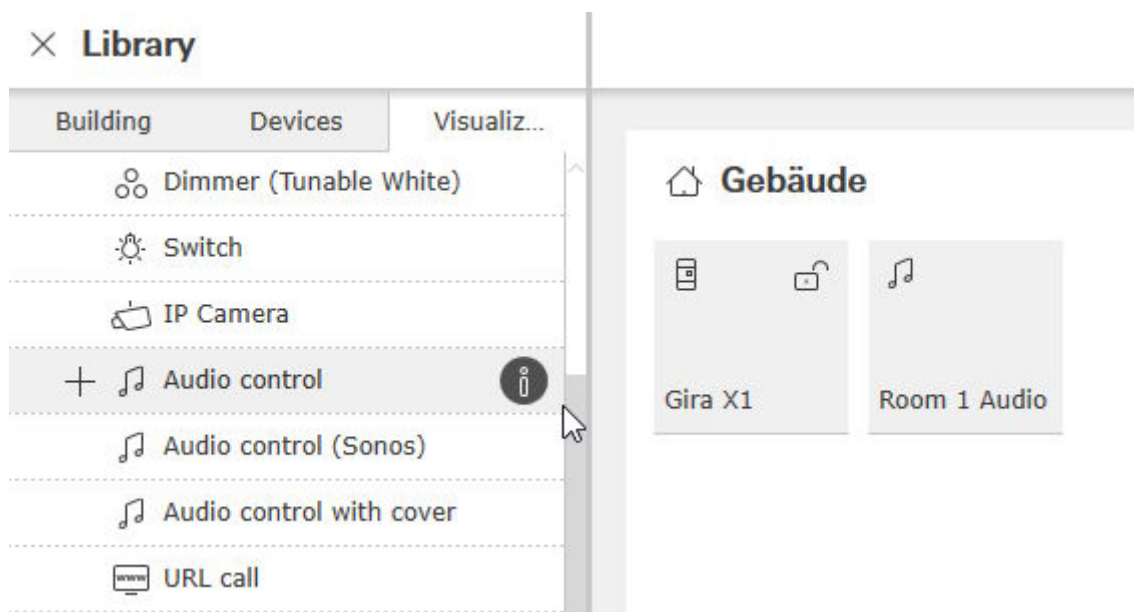 Library
Building Devices Visualiz...
Dimmer (Tunable White)
Switch
IP Camera
Audio control
Audio control (Sonos)
Audio control with cover
www URL call
Gebäude
Gira X1
Room 1 Audio